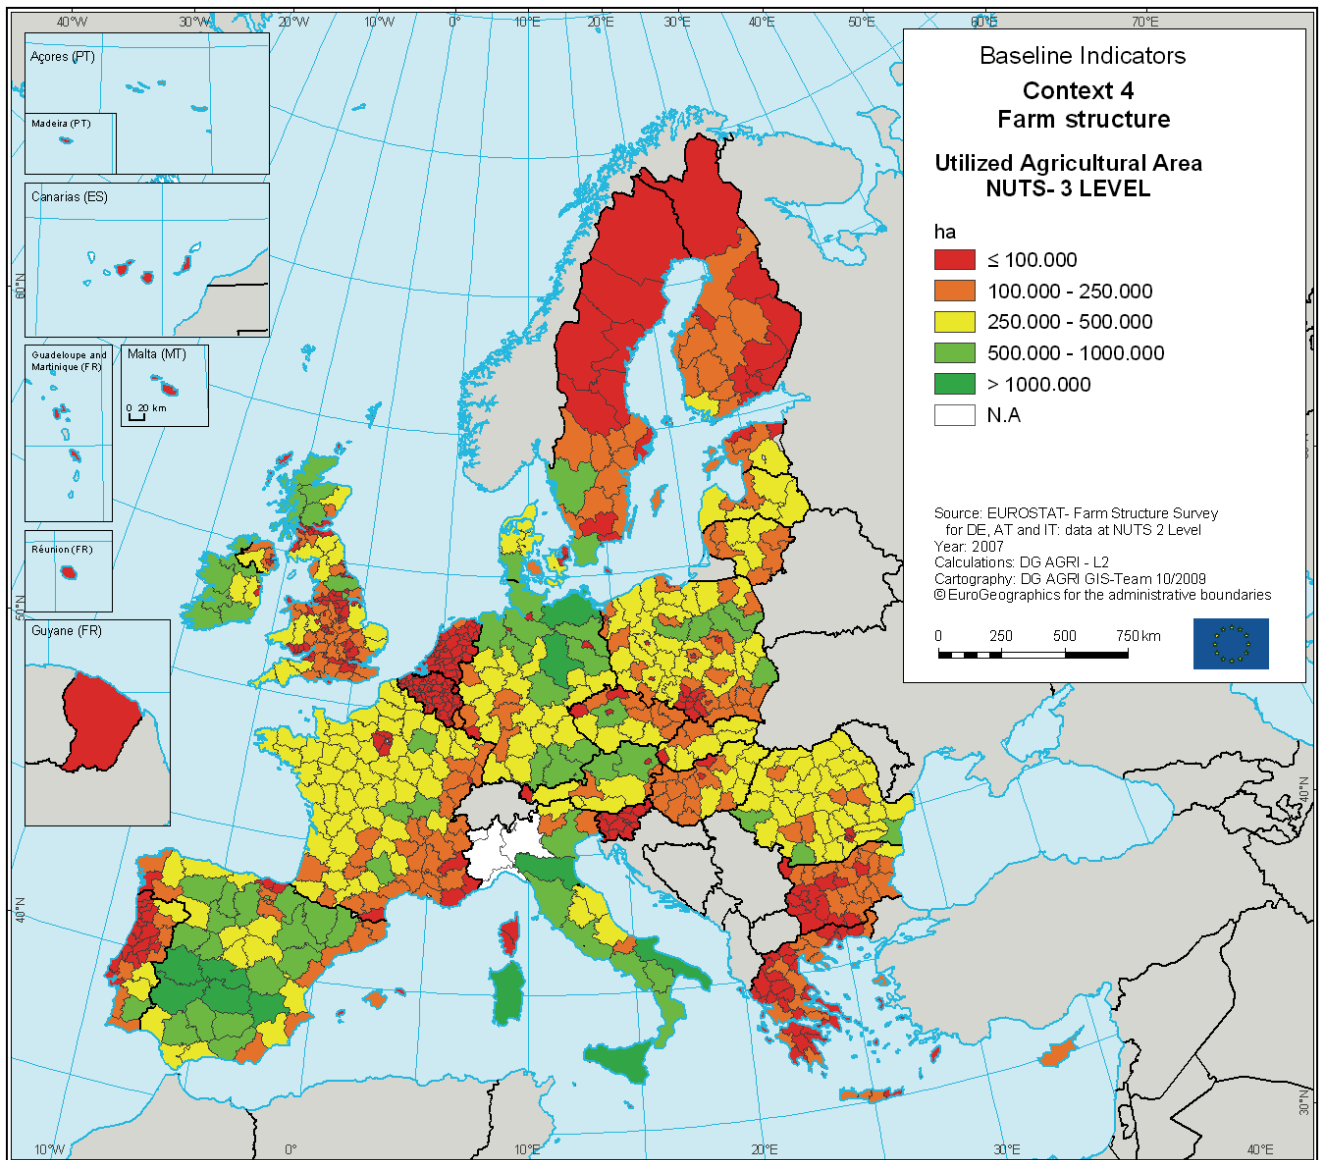 40°W
30°W
20°W
10°W
0°
10°E
20°E
30°E
40°E
50°E
60°E
70°E
Açores (PT)
Madeira (PT)
Canarias (ES)
Guadeloupe and
Martinique (FR)
Malta (MT)
0 20 km
Réunion (FR)
Guyane (FR)
Baseline Indicators
Context 4
Farm structure
Utilized Agricultural Area
NUTS- 3 LEVEL
ha
≤ 100.000
100.000 - 250.000
250.000 - 500.000
500.000 - 1000.000
> 1000.000
N.A
Source: EUROSTAT- Farm Structure Survey
for DE, AT and IT: data at NUTS 2 Level
Year: 2007
Calculations: DG AGRI - L2
Cartography: DG AGRI GIS-Team 10/2009
© EuroGeographics for the administrative boundaries
0 250 500 750 km
60°N
50°N
40°N
40°N
30°N
10°W
0°
10°E
20°E
30°E
40°E